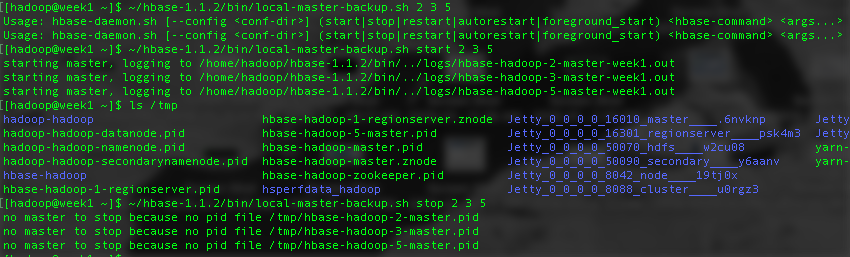 [[hadoop@week1 ~]$ ~/hbase-1.1.2/bin/local-master-backup.sh 2 3 5
Usage: hbase-daemon.sh [--config <conf-dir>] (start|stop|restart|autorestart|foreground_start) <hbase-command> <args...>
Usage: hbase-daemon.sh [--config <conf-dir>] (start|stop|restart|autorestart|foreground_start) <hbase-command> <args...>
[[hadoop@week1 ~]$ ~/hbase-1.1.2/bin/local-master-backup.sh start 2 3 5
starting master, logging to /home/hadoop/hbase-1.1.2/bin/../logs/hbase-hadoop-2-master-week1.out
starting master, logging to /home/hadoop/hbase-1.1.2/bin/../logs/hbase-hadoop-3-master-week1.out
starting master, logging to /home/hadoop/hbase-1.1.2/bin/../logs/hbase-hadoop-5-master-week1.out
[[hadoop@week1 ~]$ ls /tmp
hadoop-hadoop hbase-hadoop-1-regionserver.znode Jetty_0_0_0_0_16010_master____.6nvknp Jetty_
hadoop-hadoop-datanode.pid hbase-hadoop-5-master.pid Jetty_0_0_0_0_16301_regionserver____psk4m3 Jetty_
hadoop-hadoop-namenode.pid hbase-hadoop-master.pid Jetty_0_0_0_0_50070_hdfs____w2cu08 yarn-
hadoop-hadoop-secondarynamenode.pid hbase-hadoop-master.znode Jetty_0_0_0_0_50090_secondary____y6aanv yarn-
hbase-hadoop hbase-hadoop-zookeeper.pid Jetty_0_0_0_0_8042_node____19tj0x
hbase-hadoop-1-regionserver.pid hsperfdata_hadoop Jetty_0_0_0_0_8088_cluster____u0rgz3
[[hadoop@week1 ~]$ ~/hbase-1.1.2/bin/local-master-backup.sh stop 2 3 5
no master to stop because no pid file /tmp/hbase-hadoop-2-master.pid
no master to stop because no pid file /tmp/hbase-hadoop-3-master.pid
no master to stop because no pid file /tmp/hbase-hadoop-5-master.pid